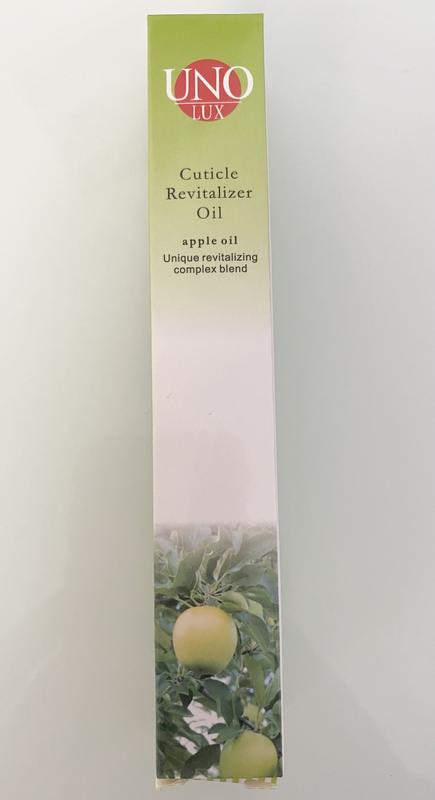 UNO
LUX
Cuticle
Revitalizer
Oil
apple oil
Unique revitalizing
complex blend